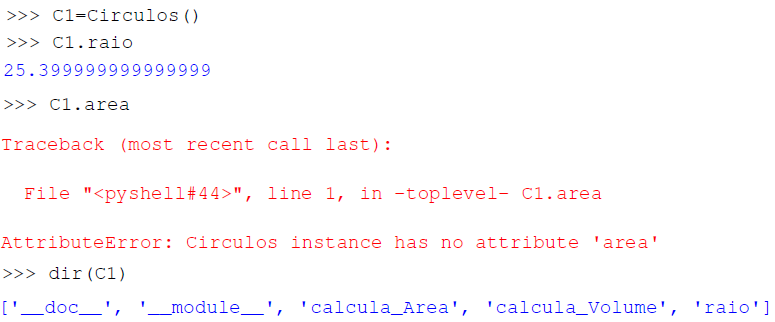 >>> C1=Circulos()
>>> C1.raio
25.399999999999999
>>> C1.area
Traceback (most recent call last):
File "<pyshell#44>", line 1, in -toplevel- C1.area
AttributeError: Circulos instance has no attribute 'area'
>>> dir(C1)
['__doc__', '__module__', 'calcula_Area', 'calcula_Volume', 'raio']